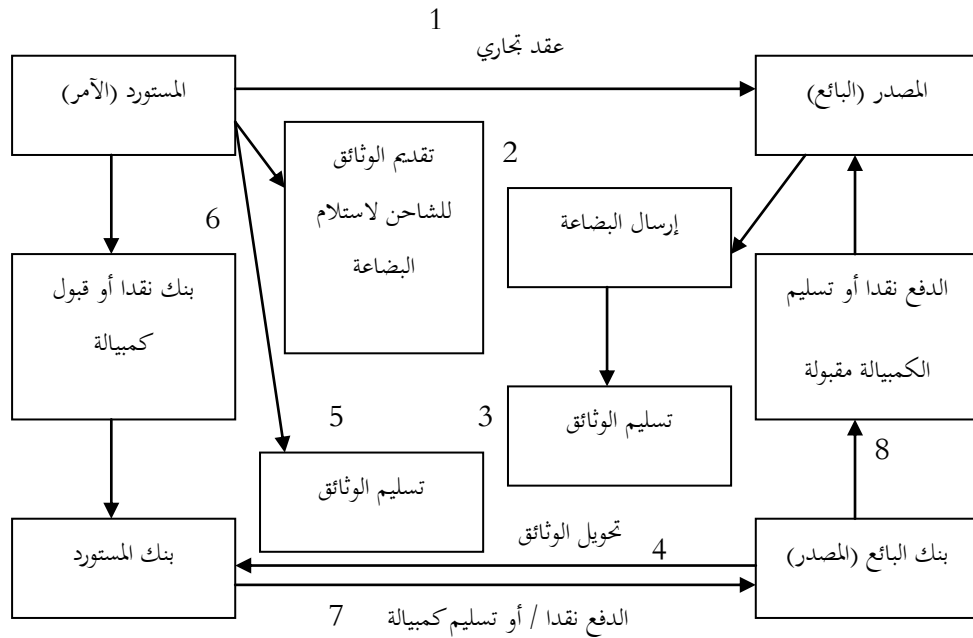 1
عقد تجاري
المصدر (البائع)
المستورد (الآمر)
2
تقديم الوثائق
للشاحن لاستلام
البضاعة
إرسال البضاعة
6
الدفع نقدا أو تسليم
الكمبيالة مقبولة
بنك نقدا أو قبول
كمبيالة
3
تسليم الوثائق
5
تسليم الوثائق
8
تحويل الوثائق
4
بنك البائع (المصدر)
بنك المستورد
الدفع نقدا / أو تسليم كمبيالة
7